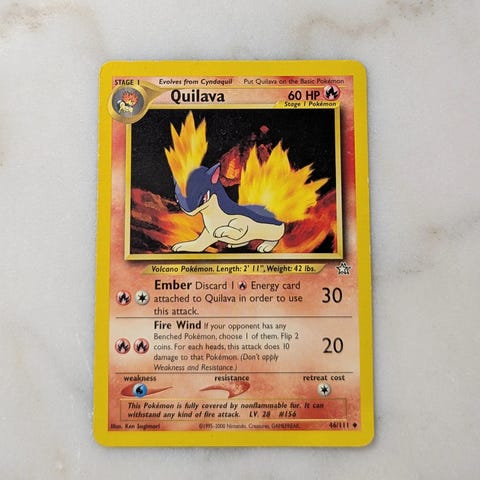 STAGE 1 Evolves from Cyndaquil Put Quilava on the Basic Pokémon
Quilava 60 HP
Stage 1 Pokémon
Volcano Pokémon. Length: 2' 11", Weight: 42 lbs.
Ember Discard 1 Energy card
attached to Quilava in order to use
this attack.
30
Fire Wind If your opponent has any
Benched Pokémon, choose 1 of them. Flip 2
coins. For each heads, this attack does 10
damage to that Pokémon. (Don't apply
Weakness and Resistance.)
20
weakness resistance retreat cost
This Pokémon is fully covered by nonflammable fur. It can
withstand any kind of fire attack. LV. 28 #156
Illus. Ken Sugimori ©1995-2000 Nintendo, Creatures, GAMEFREAK. 46/111